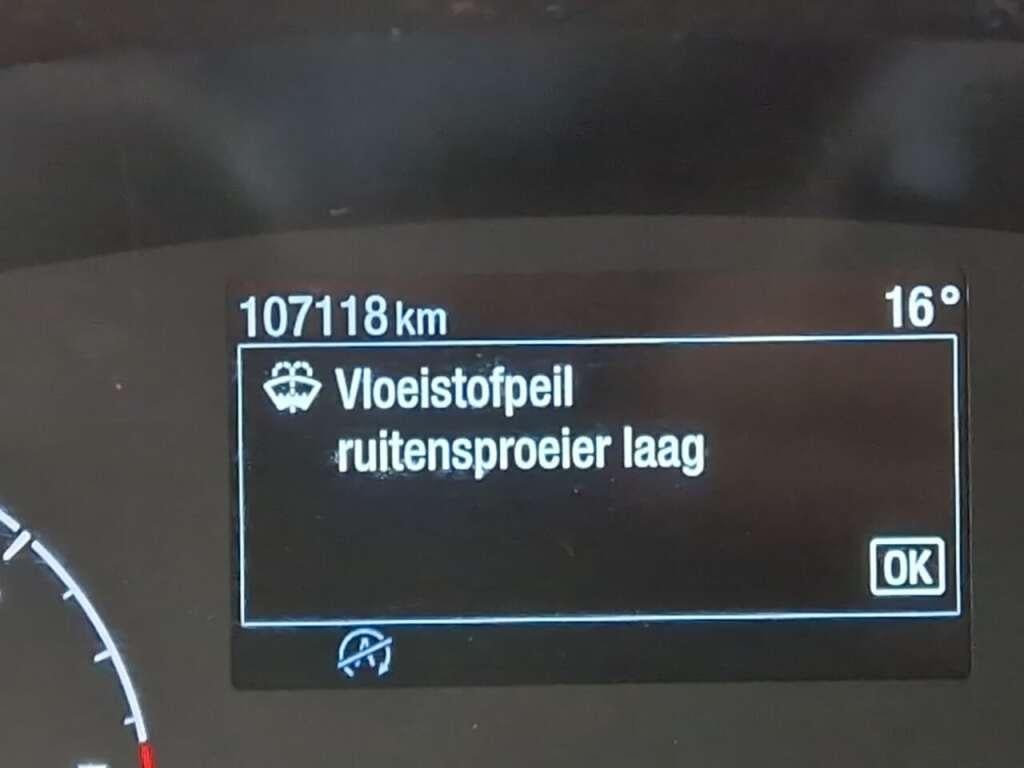 107118 km 16°
Vloeistofpeil
ruitensproeier laag
OK
A